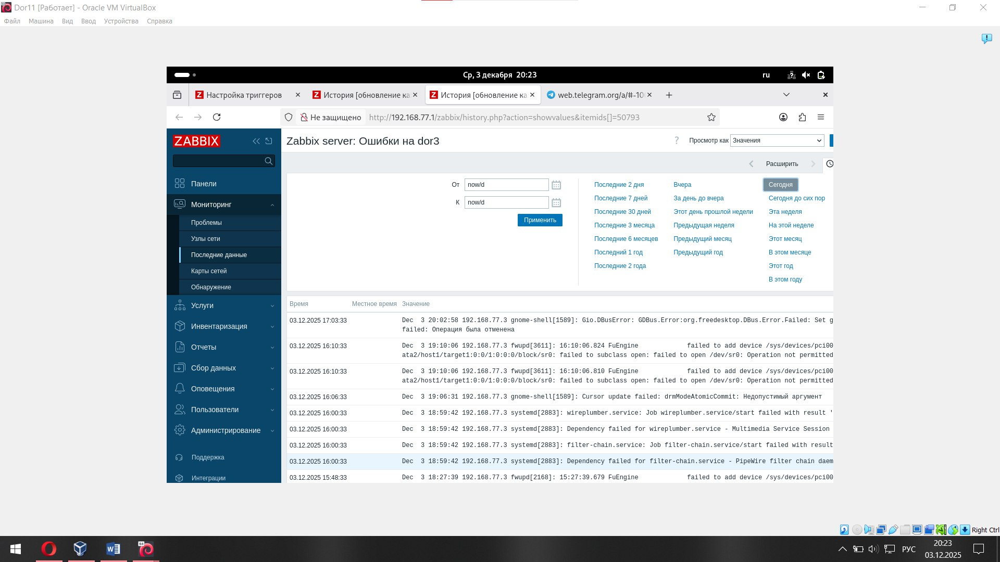 Dor11 [Работает] - Oracle VM VirtualBox
Файл Машина Вид Ввод Устройства Справка
Ср, 3 декабря 20:23
ru
Настройка триггеров
История [обновление ка
История [обновление ка
web.telegram.org/a/#-10
Не защищено
http://192.168.77.1/zabbix/history.php?action=showvalues&itemids[]=50793
ZABBIX
Zabbix server: Ошибки на dor3
?
Просмотр как
Значения
Расширить
Панели
Мониторинг
Проблемы
Узлы сети
Последние данные
Карты сетей
Обнаружение
Услуги
Инвентаризация
Отчеты
Сбор данных
Оповещения
Пользователи
Администрирование
Поддержка
Интеграции
От now/d
К now/d
Применить
Последние 2 дня Вчера Сегодня
Последние 7 дней За день до вчера Сегодня до сих пор
Последние 30 дней Этот день прошлой недели Эта неделя
Последние 3 месяца Предыдущая неделя На этой неделе
Последние 6 месяцев Предыдущий месяц Этот месяц
Последний 1 год Предыдущий год В этом месяце
Последние 2 года Этот год
В этом году
Время Местное время Значение
03.12.2025 17:03:33 Dec  3 20:02:58 192.168.77.3 gnome-shell[1589]: Gio.DBusError: GDBus.Error:org.freedesktop.DBus.Error.Failed: Set g
failed: Операция была отменена
03.12.2025 16:10:33 Dec  3 19:10:06 192.168.77.3 fwupd[3611]: 16:10:06.824 FuEngine             failed to add device /sys/devices/pci00
ata2/host1/target1:0:0/1:0:0:0/block/sr0: failed to subclass open: failed to open /dev/sr0: Operation not permitted
03.12.2025 16:10:33 Dec  3 19:10:06 192.168.77.3 fwupd[3611]: 16:10:06.810 FuEngine             failed to add device /sys/devices/pci00
ata2/host1/target1:0:0/1:0:0:0/block/sr0: failed to subclass open: failed to open /dev/sr0: Operation not permitted
03.12.2025 16:06:33 Dec  3 19:06:31 192.168.77.3 gnome-shell[1589]: Cursor update failed: drmModeAtomicCommit: Недопустимый аргумент
03.12.2025 16:00:33 Dec  3 18:59:42 192.168.77.3 systemd[2883]: wireplumber.service: Job wireplumber.service/start failed with result '
03.12.2025 16:00:33 Dec  3 18:59:42 192.168.77.3 systemd[2883]: Dependency failed for wireplumber.service - Multimedia Service Session
03.12.2025 16:00:33 Dec  3 18:59:42 192.168.77.3 systemd[2883]: filter-chain.service: Job filter-chain.service/start failed with result
03.12.2025 16:00:33 Dec  3 18:59:42 192.168.77.3 systemd[2883]: Dependency failed for filter-chain.service - PipeWire filter chain daem
03.12.2025 15:48:33 Dec  3 18:27:39 192.168.77.3 fwupd[2168]: 15:27:39.679 FuEngine             failed to add device /sys/devices/pci00
Right Ctrl
РУС
20:23
03.12.2025